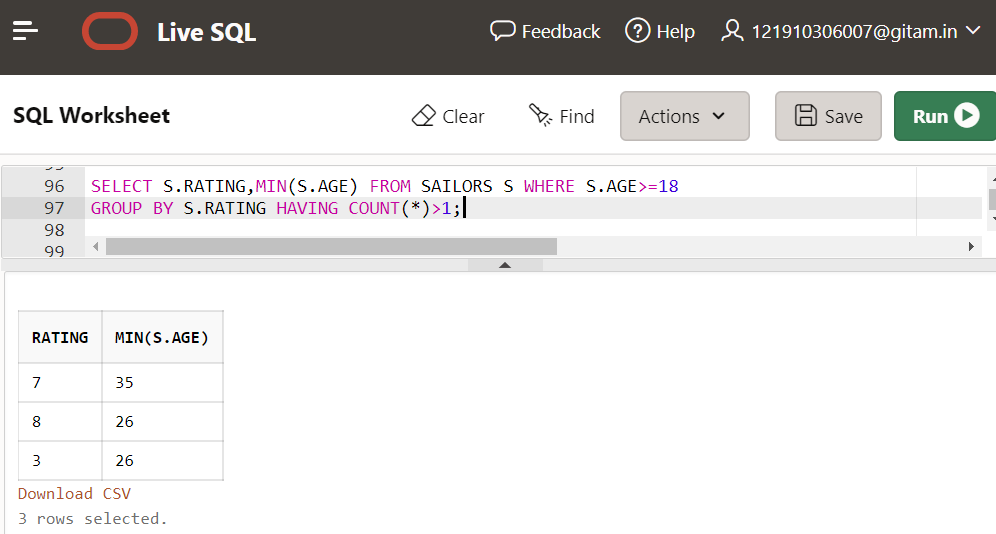 Live SQL
Feedback
Help
121910306007@gitam.in
SQL Worksheet
Clear
Find
Actions
Save
Run
96 SELECT S.RATING,MIN(S.AGE) FROM SAILORS S WHERE S.AGE>=18
97 GROUP BY S.RATING HAVING COUNT(*)>1;
98
99
RATING MIN(S.AGE)
7 35
8 26
3 26
Download CSV
3 rows selected.